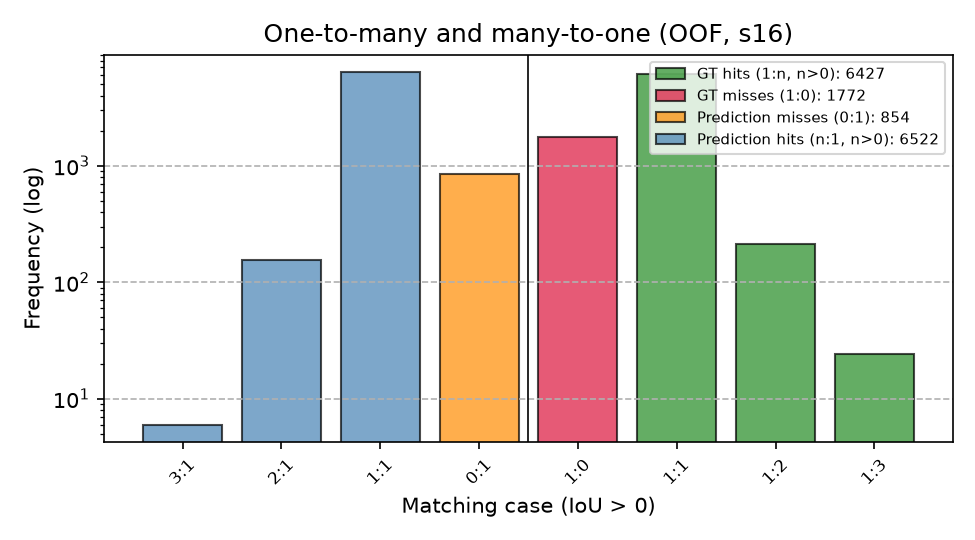 One-to-many and many-to-one (OOF, s16)
GT hits (1:n, n>0): 6427
GT misses (1:0): 1772
Prediction misses (0:1): 854
Prediction hits (n:1, n>0): 6522
Frequency (log)
10³
10²
10¹
3:1 2:1 1:1 0:1 1:0 1:1 1:2 1:3
Matching case (IoU > 0)